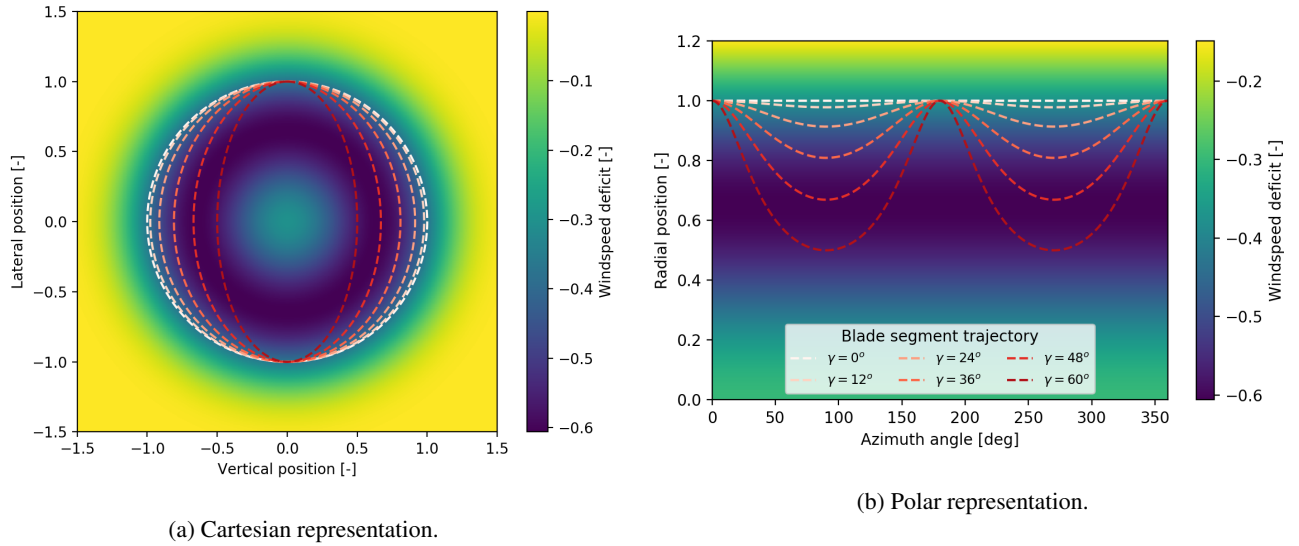 1.5
1.0
0.5
0.0
−0.5
−1.0
−1.5
Lateral position [-]
−1.5 −1.0 −0.5 0.0 0.5 1.0 1.5
Vertical position [-]
−0.1
−0.2
−0.3
−0.4
−0.5
−0.6
Windspeed deficit [-]
(a) Cartesian representation.
1.2
1.0
0.8
0.6
0.4
0.2
0.0
Radial position [-]
Blade segment trajectory
γ = 0° γ = 24° γ = 48°
γ = 12° γ = 36° γ = 60°
0 50 100 150 200 250 300 350
Azimuth angle [deg]
−0.2
−0.3
−0.4
−0.5
−0.6
Windspeed deficit [-]
(b) Polar representation.